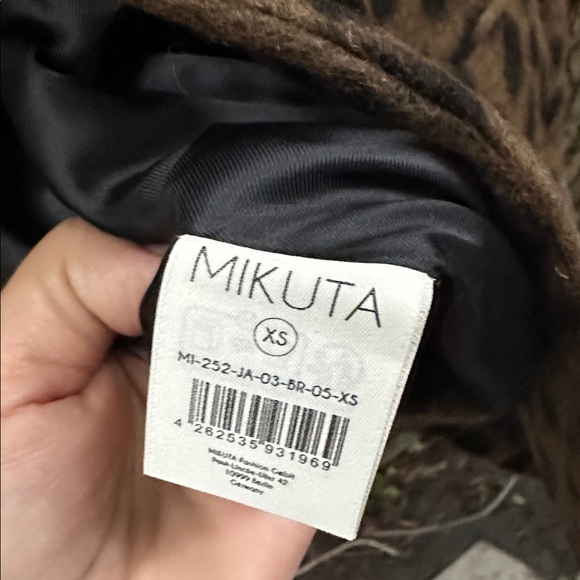 MIKUTA
XS
MI-252-JA-03-BR-05-XS
4 262535 931969
MIKUTA Fashion GmbH
Paul-Lincke-Ufer 42
10999 Berlin
Germany